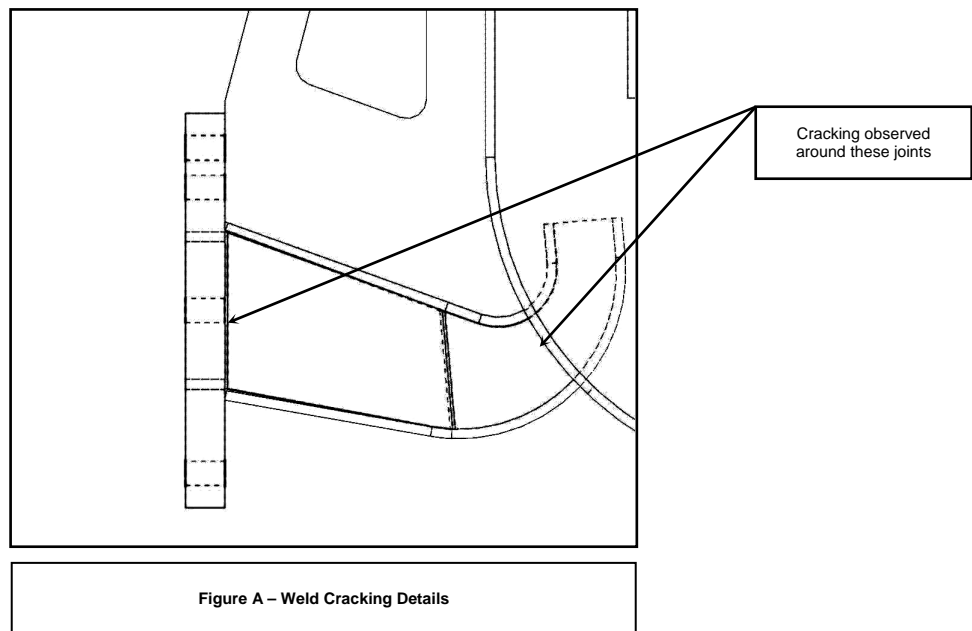 Cracking observed
around these joints
Figure A – Weld Cracking Details